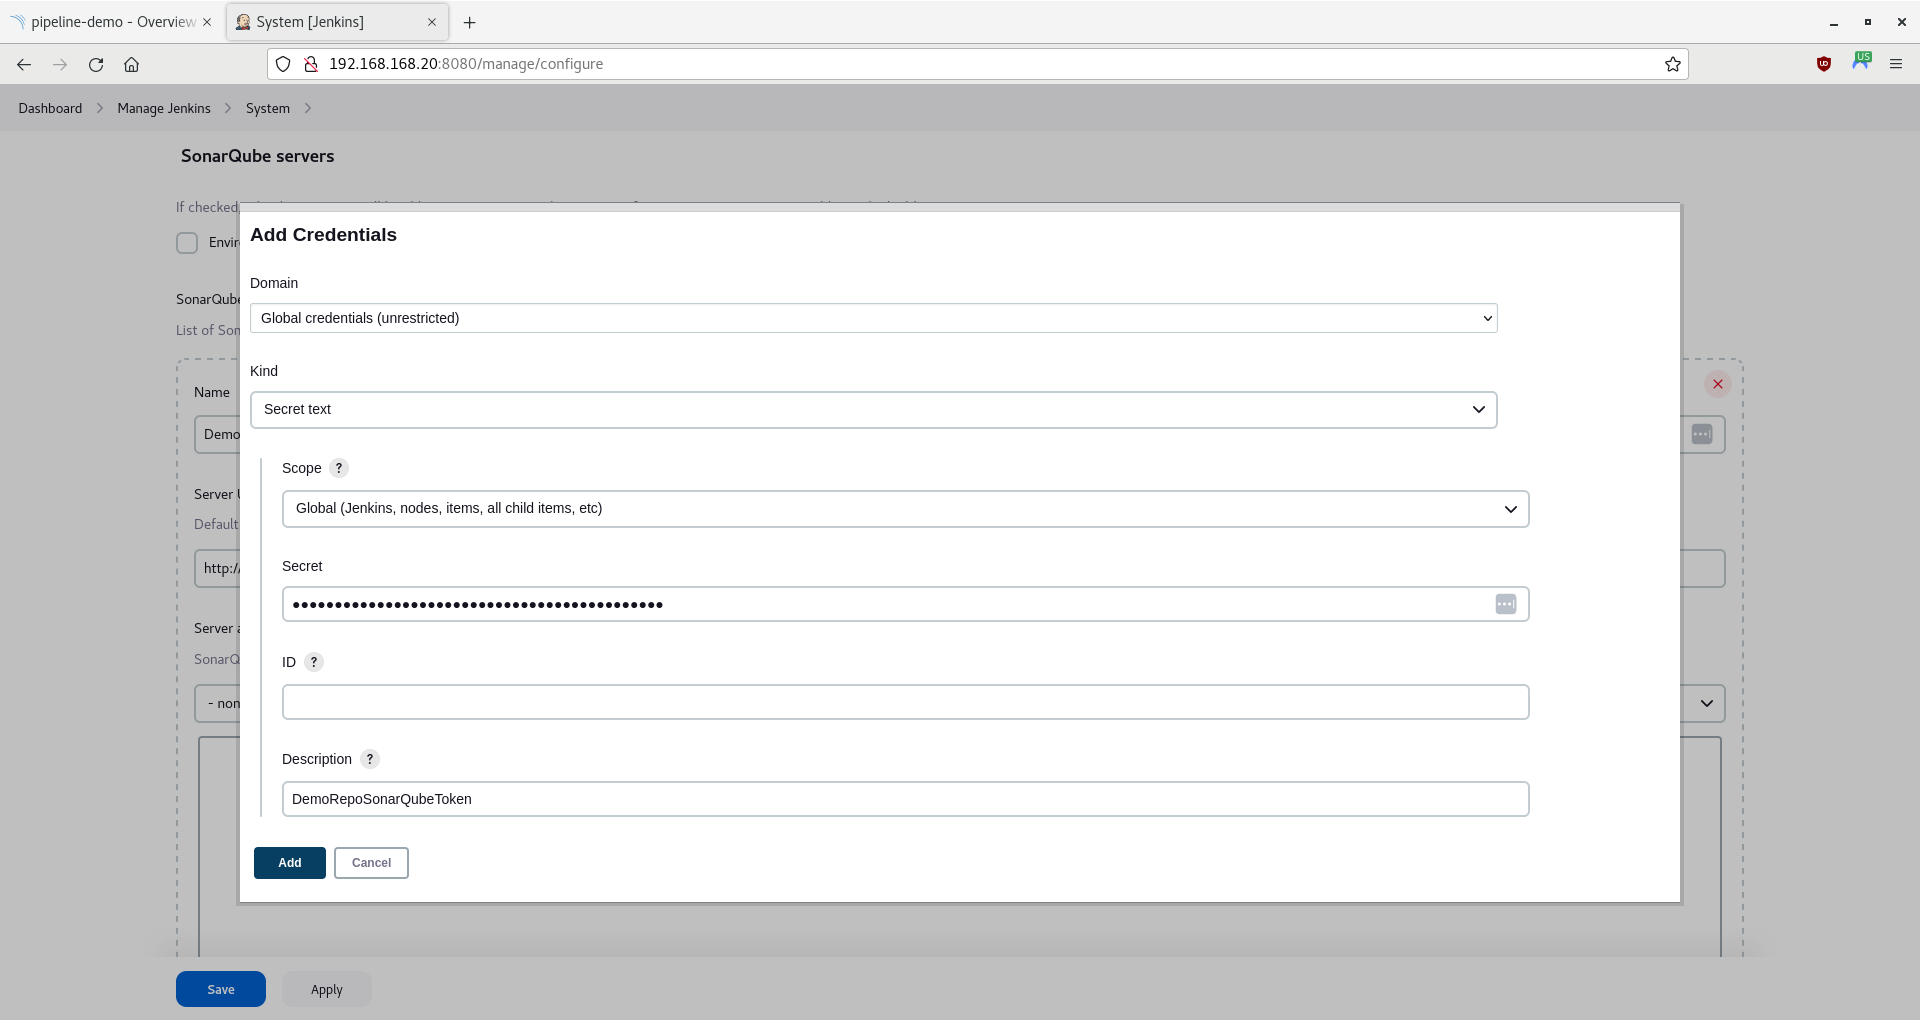 pipeline-demo - Overview
System [Jenkins]
192.168.168.20:8080/manage/configure
US
Dashboard
Manage Jenkins
System
SonarQube servers
If checked,
Envir
SonarQube
List of Son
Name
Demo
Server U
Default
http://
Server a
SonarQ
- non
Add Credentials
Domain
Global credentials (unrestricted)
Kind
Secret text
Scope ?
Global (Jenkins, nodes, items, all child items, etc)
Secret
ID ?
Description ?
DemoRepoSonarQubeToken
Add
Cancel
Save
Apply